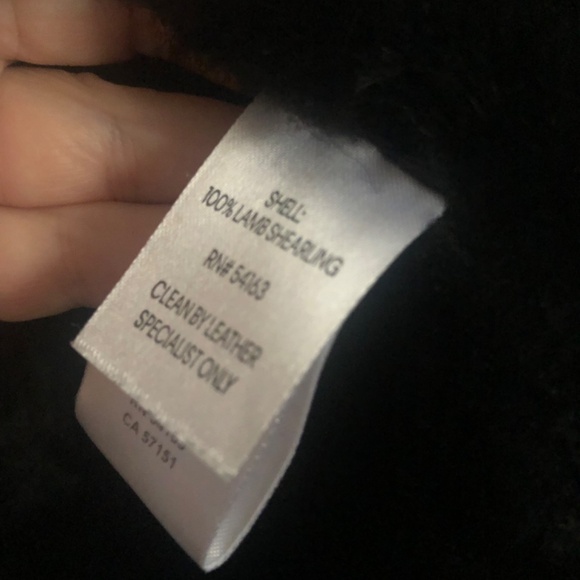 SHELL:
100% LAMB SHEARLING
RN# 54163
CLEAN BY LEATHER
SPECIALIST ONLY
CA 57151